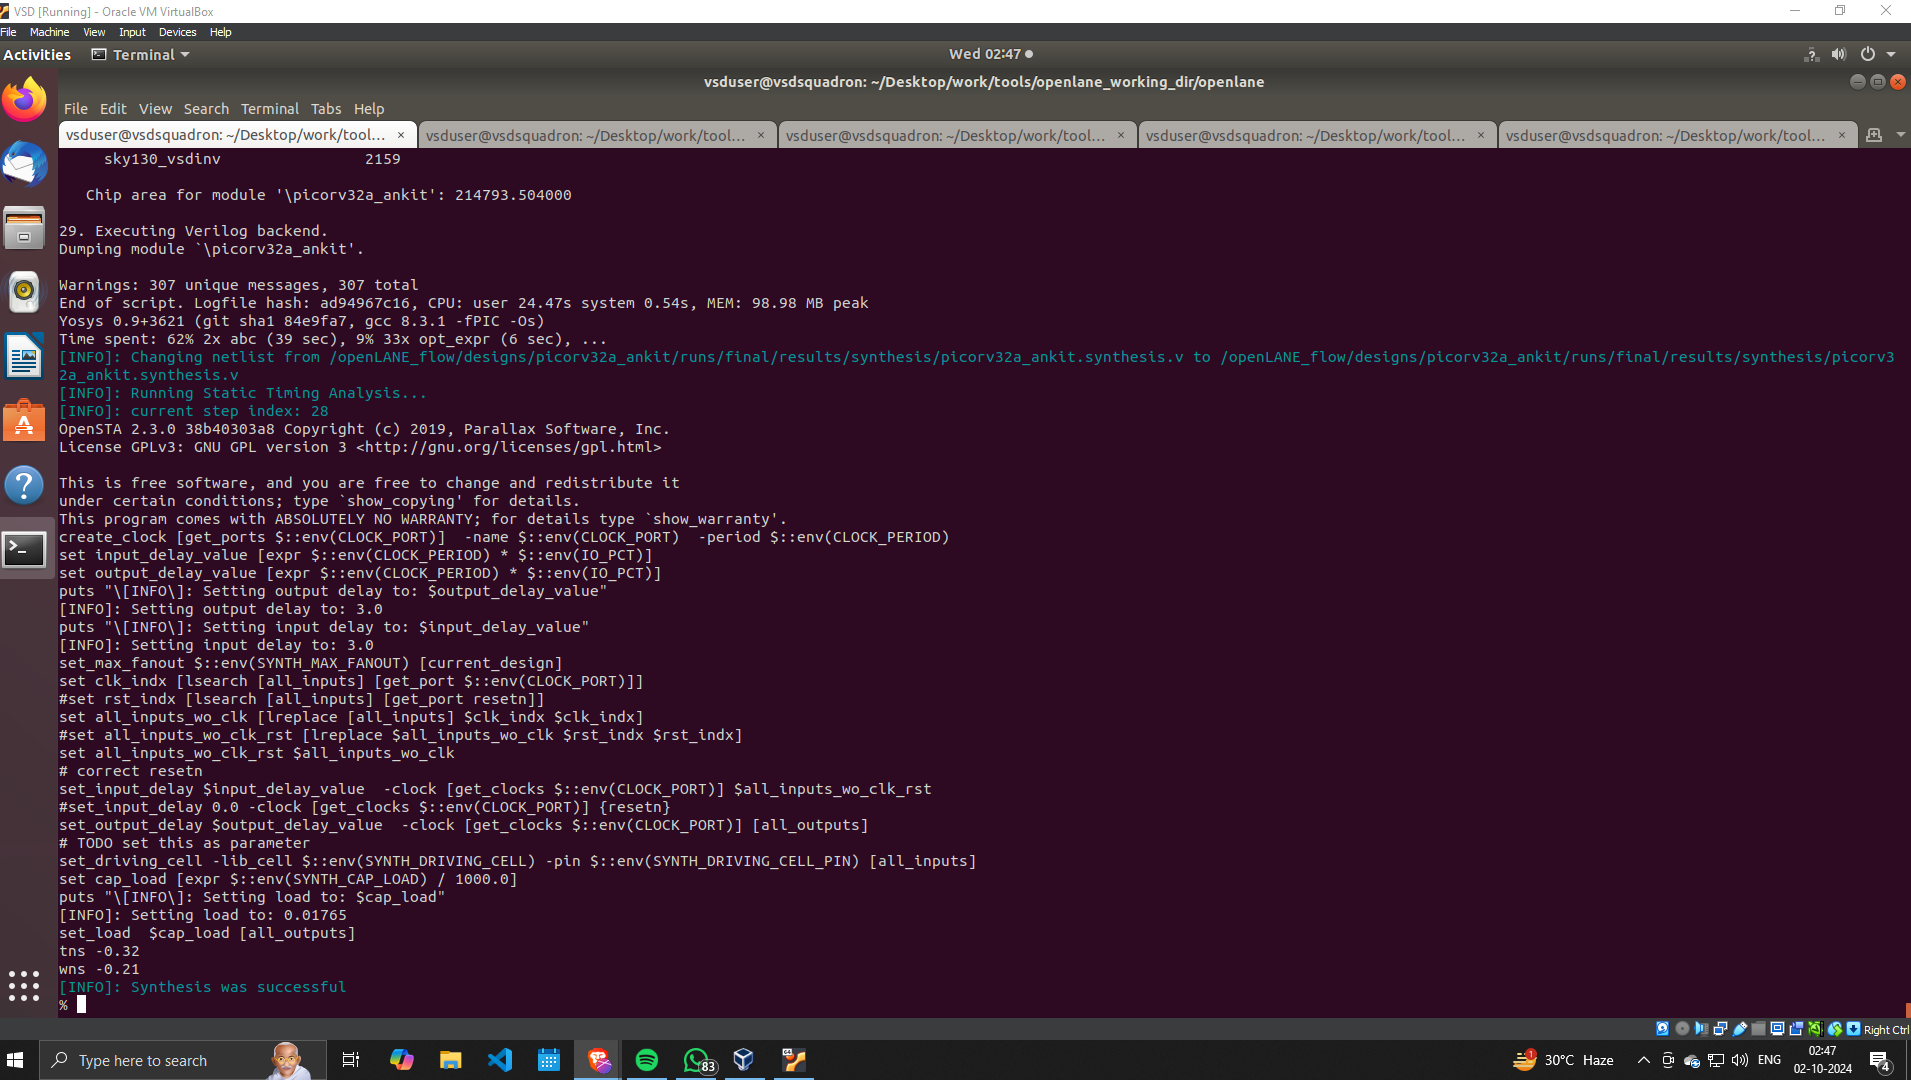 VSD [Running] - Oracle VM VirtualBox
File Machine View Input Devices Help
Activities Terminal Wed 02:47
vsduser@vsdsquadron: ~/Desktop/work/tools/openlane_working_dir/openlane
File Edit View Search Terminal Tabs Help
vsduser@vsdsquadron: ~/Desktop/work/tool... × vsduser@vsdsquadron: ~/Desktop/work/tool... × vsduser@vsdsquadron: ~/Desktop/work/tool... × vsduser@vsdsquadron: ~/Desktop/work/tool... × vsduser@vsdsquadron: ~/Desktop/work/tool... ×
sky130_vsdinv 2159
Chip area for module '\picorv32a_ankit': 214793.504000
29. Executing Verilog backend.
Dumping module `\picorv32a_ankit'.
Warnings: 307 unique messages, 307 total
End of script. Logfile hash: ad94967c16, CPU: user 24.47s system 0.54s, MEM: 98.98 MB peak
Yosys 0.9+3621 (git sha1 84e9fa7, gcc 8.3.1 -fPIC -Os)
Time spent: 62% 2x abc (39 sec), 9% 33x opt_expr (6 sec), ...
[INFO]: Changing netlist from /openLANE_flow/designs/picorv32a_ankit/runs/final/results/synthesis/picorv32a_ankit.synthesis.v to /openLANE_flow/designs/picorv32a_ankit/runs/final/results/synthesis/picorv3
2a_ankit.synthesis.v
[INFO]: Running Static Timing Analysis...
[INFO]: current step index: 28
OpenSTA 2.3.0 38b40303a8 Copyright (c) 2019, Parallax Software, Inc.
License GPLv3: GNU GPL version 3 <http://gnu.org/licenses/gpl.html>
This is free software, and you are free to change and redistribute it
under certain conditions; type `show_copying' for details.
This program comes with ABSOLUTELY NO WARRANTY; for details type `show_warranty'.
create_clock [get_ports $::env(CLOCK_PORT)]  -name $::env(CLOCK_PORT)  -period $::env(CLOCK_PERIOD)
set input_delay_value [expr $::env(CLOCK_PERIOD) * $::env(IO_PCT)]
set output_delay_value [expr $::env(CLOCK_PERIOD) * $::env(IO_PCT)]
puts "\[INFO\]: Setting output delay to: $output_delay_value"
[INFO]: Setting output delay to: 3.0
puts "\[INFO\]: Setting input delay to: $input_delay_value"
[INFO]: Setting input delay to: 3.0
set_max_fanout $::env(SYNTH_MAX_FANOUT) [current_design]
set clk_indx [lsearch [all_inputs] [get_port $::env(CLOCK_PORT)]]
#set rst_indx [lsearch [all_inputs] [get_port resetn]]
set all_inputs_wo_clk [lreplace [all_inputs] $clk_indx $clk_indx]
#set all_inputs_wo_clk_rst [lreplace $all_inputs_wo_clk $rst_indx $rst_indx]
set all_inputs_wo_clk_rst $all_inputs_wo_clk
# correct resetn
set_input_delay $input_delay_value  -clock [get_clocks $::env(CLOCK_PORT)] $all_inputs_wo_clk_rst
#set_input_delay 0.0 -clock [get_clocks $::env(CLOCK_PORT)] {resetn}
set_output_delay $output_delay_value  -clock [get_clocks $::env(CLOCK_PORT)] [all_outputs]
# TODO set this as parameter
set_driving_cell -lib_cell $::env(SYNTH_DRIVING_CELL) -pin $::env(SYNTH_DRIVING_CELL_PIN) [all_inputs]
set cap_load [expr $::env(SYNTH_CAP_LOAD) / 1000.0]
puts "\[INFO\]: Setting load to: $cap_load"
[INFO]: Setting load to: 0.01765
set_load  $cap_load [all_outputs]
tns -0.32
wns -0.21
[INFO]: Synthesis was successful
%
Right Ctrl
Type here to search 83 30°C Haze ENG 02:47
02-10-2024 4